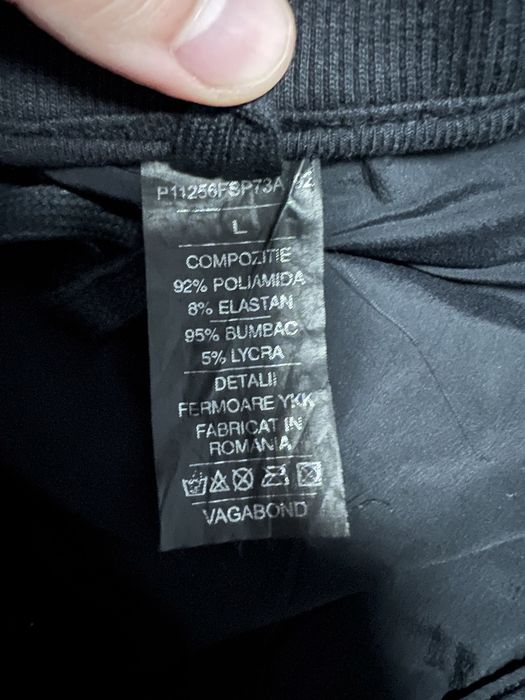 P11256FSP73A
L
COMPOZITIE
92% POLIAMIDA
8% ELASTAN
95% BUMBAC
5% LYCRA
DETALII
FERMOARE YKK
FABRICAT IN
ROMANIA
VAGABOND